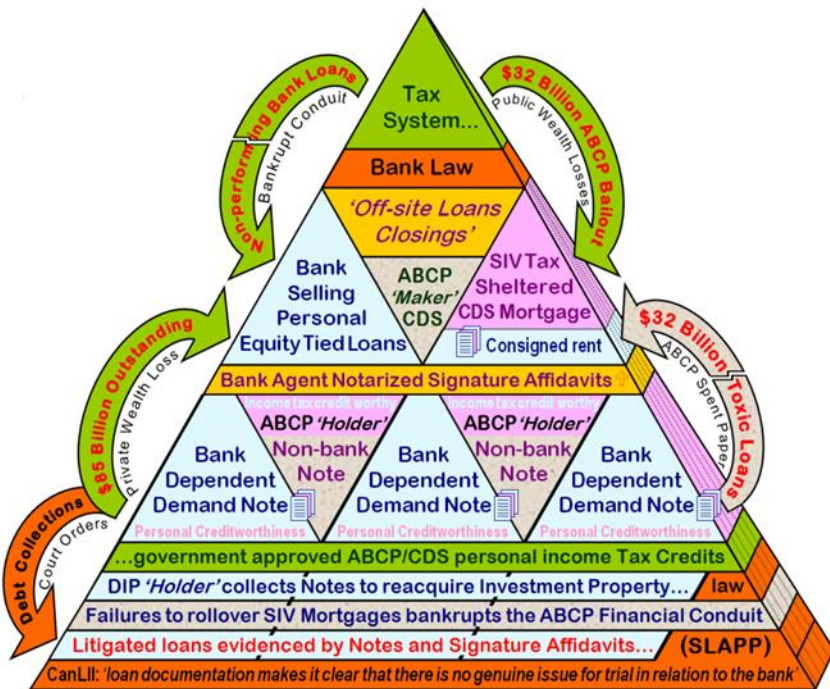 Tax
System...
Bank Law
'Off-site Loans
Closings'
Bank
Selling
Personal
Equity Tied Loans
ABCP
'Maker'
CDS
SIV Tax
Sheltered
CDS Mortgage
Consigned rent
Bank Agent Notarized Signature Affidavits
Income tax credit worthy
ABCP 'Holder'
Non-bank
Note
Income tax credit worthy
ABCP 'Holder'
Non-bank
Note
Bank
Dependent
Demand Note
Personal Creditworthiness
Bank
Dependent
Demand Note
Personal Creditworthiness
Bank
Dependent
Demand Note
Personal Creditworthiness
...government approved ABCP/CDS personal income Tax Credits
DIP 'Holder' collects Notes to reacquire Investment Property... law
Failures to rollover SIV Mortgages bankrupts the ABCP Financial Conduit
Litigated loans evidenced by Notes and Signature Affidavits... (SLAPP)
CanLII: 'loan documentation makes it clear that there is no genuine issue for trial in relation to the bank'
Non-performing Bank Loans
Bankrupt Conduit
$85 Billion Outstanding
Private Wealth Loss
Debt Collections
Court Orders
$32 Billion ABCP Bailout
Public Wealth Losses
$32 Billion Toxic Loans
ABCP Spent Paper